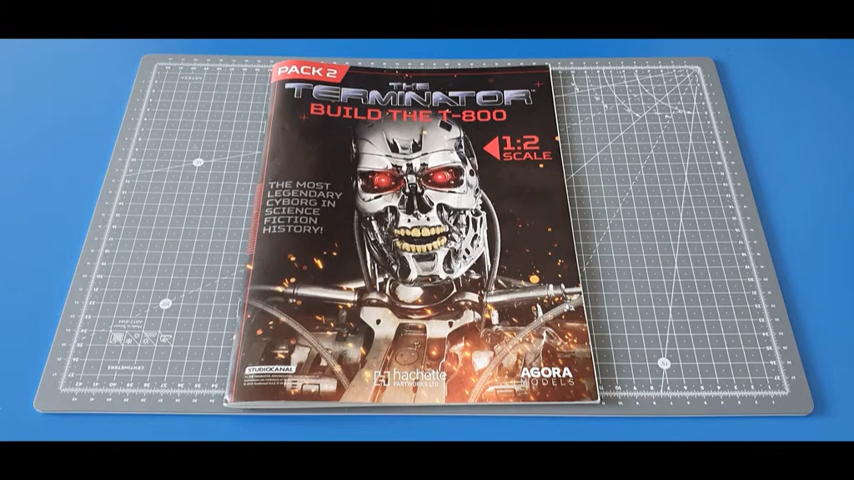 PACK 2
THE
TERMINATOR
BUILD THE T-800
1:2
SCALE
THE MOST
LEGENDARY
CYBORG IN
SCIENCE
FICTION
HISTORY!
STUDIOCANAL
hachette
PARTWORKS LTD
AGORA
MODELS
CENTIMETERS